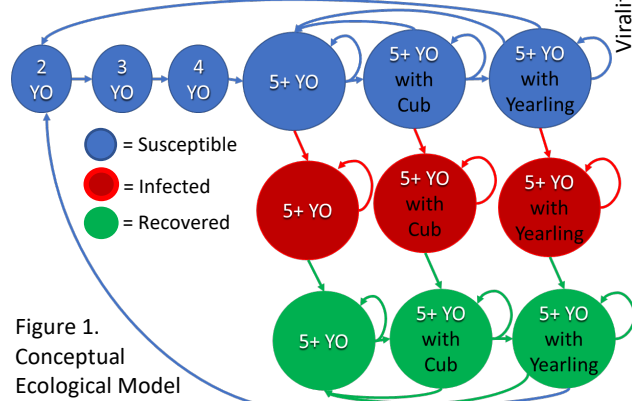 Viralit
2
YO
3
YO
4
YO
5+ YO
5+ YO
with
Cub
5+ YO
with
Yearling
= Susceptible
= Infected
= Recovered
5+ YO
5+ YO
with
Cub
5+ YO
with
Yearling
5+ YO
5+ YO
with
Cub
5+ YO
with
Yearling
Figure 1.
Conceptual
Ecological Model